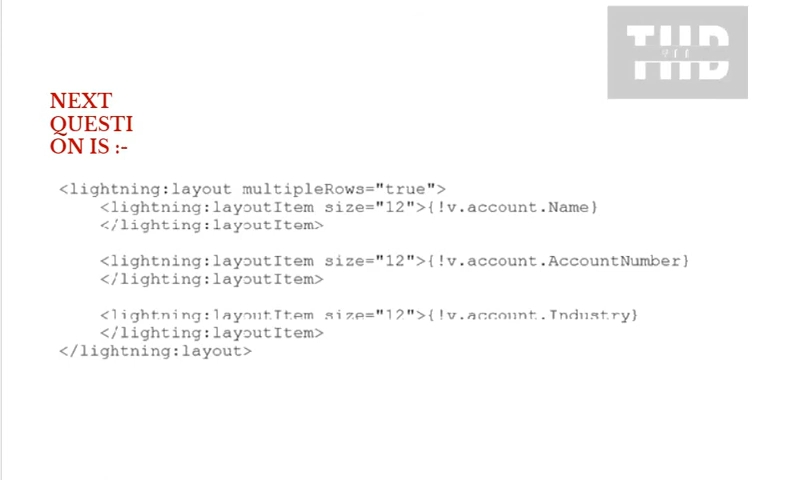 THD
NEXT
QUESTI
ON IS :-
<lightning:layout multipleRows="true">
<lightning:layoutItem size="12">{!v.account.Name}
</lighting:layoutItem>
<lightning:layoutItem size="12">{!v.account.AccountNumber}
</lighting:layoutItem>
<lightning:layoutItem size="12">{!v.account.Industry}
</lighting:layoutItem>
</lightning:layout>